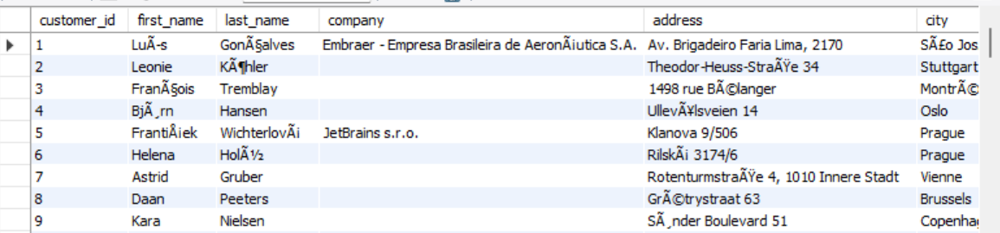 customer_id first_name last_name company address city
1 LuÃ-s GonÃ§alves Embraer - Empresa Brasileira de AeronÃ¡utica S.A. Av. Brigadeiro Faria Lima, 2170 SÃ£o Jos
2 Leonie KÃ¶hler Theodor-Heuss-StraÃŸe 34 Stuttgart
3 FranÃ§ois Tremblay 1498 rue BÃ©langer MontrÃ©
4 BjÃ¸rn Hansen UllevÃ¥lsveien 14 Oslo
5 FrantiÅ¡ek WichterlovÃ¡ JetBrains s.r.o. Klanova 9/506 Prague
6 Helena HolÃ½ RilskÃ¡ 3174/6 Prague
7 Astrid Gruber RotenturmstraÃŸe 4, 1010 Innere Stadt Vienne
8 Daan Peeters GrÃ©trystraat 63 Brussels
9 Kara Nielsen SÃ¸nder Boulevard 51 Copenha